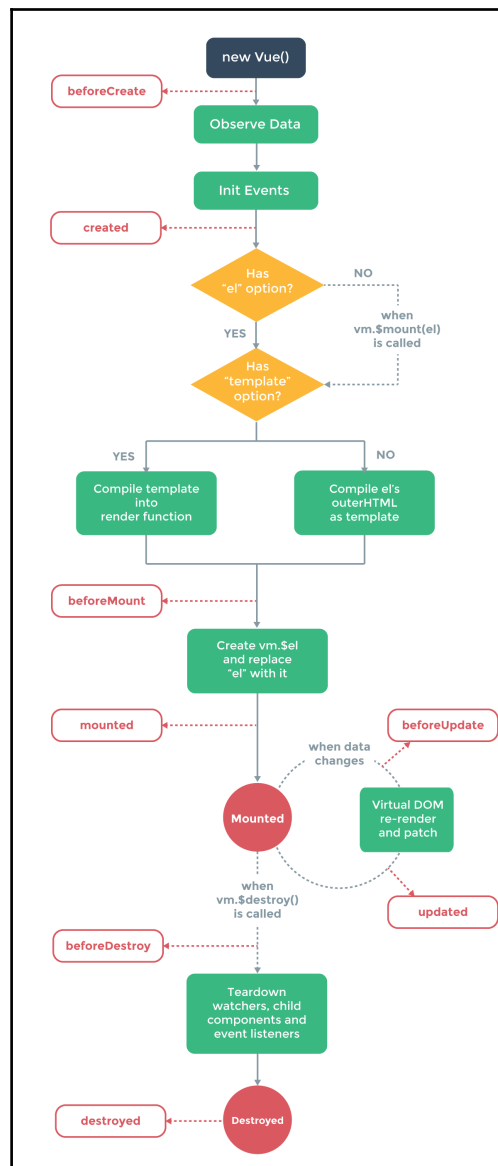 new Vue()
beforeCreate
Observe Data
Init Events
created
Has
"el" option?
NO
when
vm.$mount(el)
is called
YES
Has
"template"
option?
YES
NO
Compile template
into
render function
Compile el's
outerHTML
as template
beforeMount
Create vm.$el
and replace
"el" with it
mounted
beforeUpdate
when data
changes
Mounted
Virtual DOM
re-render
and patch
when
vm.$destroy()
is called
updated
beforeDestroy
Teardown
watchers, child
components and
event listeners
destroyed
Destroyed